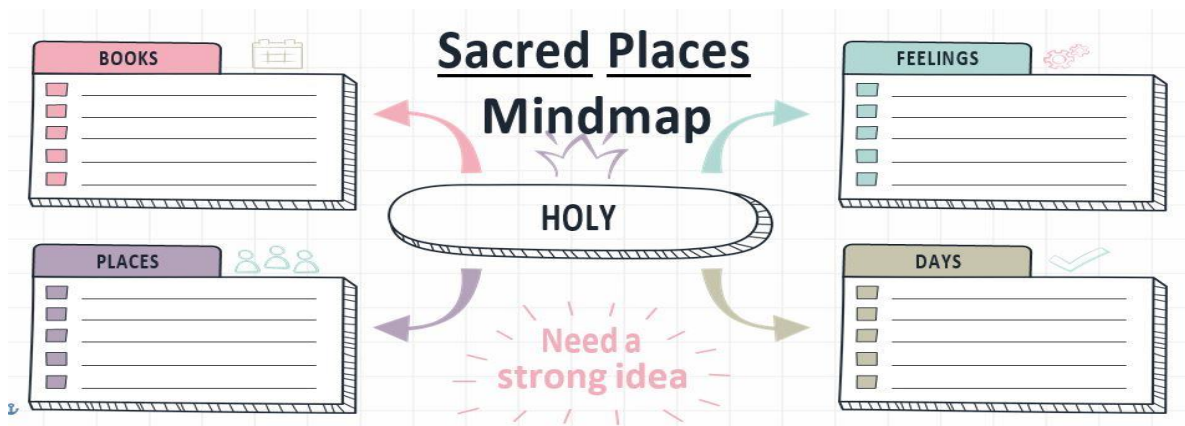 Sacred Places
Mindmap
BOOKS
FEELINGS
HOLY
PLACES
DAYS
Need a
strong idea